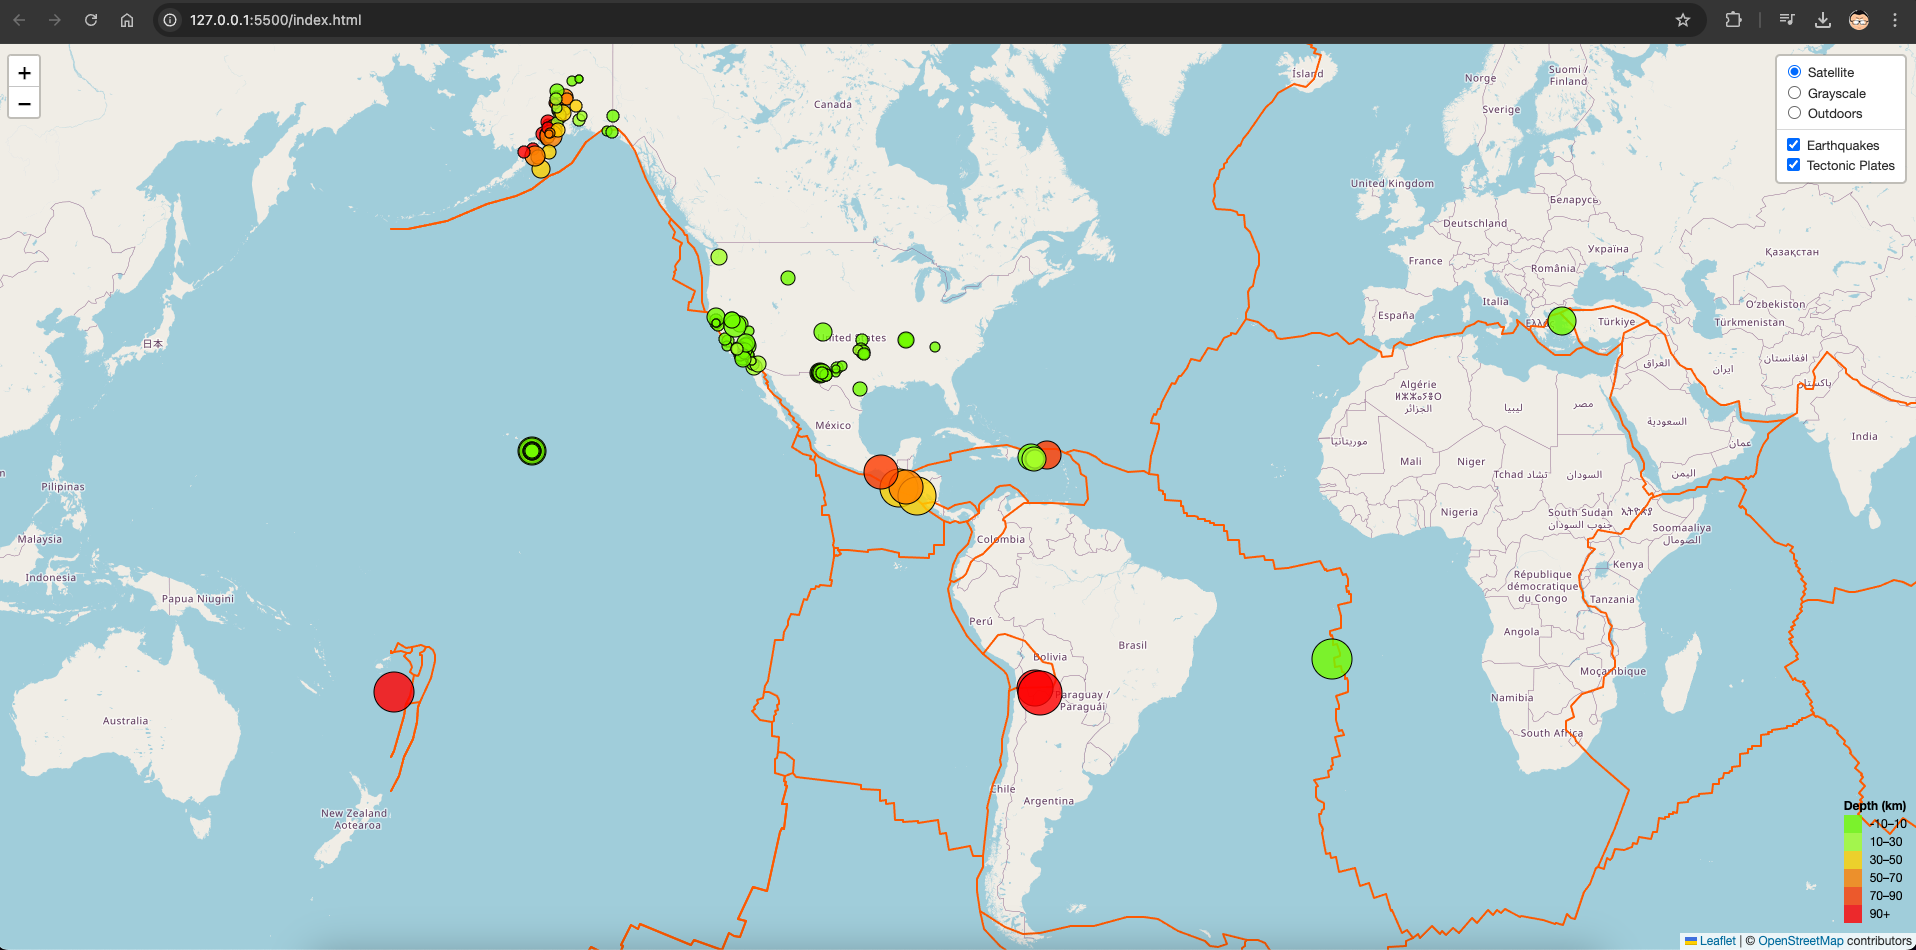 127.0.0.1:5500/index.html
+
−
Satellite
Grayscale
Outdoors
Earthquakes
Tectonic Plates
Ísland
Norge
Suomi /
Finland
Sverige
Canada
United Kingdom
Беларусь
Deutschland
Україна
Қазақстан
France
România
Italia
O‘zbekiston
España
Türkiye
Türkmenistan
United States
日本
افغانستان
العراق
ایران
پاکستان
Algérie
ⵍⵣⵣⴰⵢⴻⵔ
الجزائر
ليبيا
مصر
السعودية
México
موريتانيا
عمان
India
Mali
Niger
Tchad تشاد
السودان
اليمن
Pilipinas
Nigeria
South Sudan
جنوب السودان
Soomaaliya
الصومال
Malaysia
Colombia
Indonesia
Kenya
Papua Niugini
République
démocratique
du Congo
Tanzania
Perú
Angola
Brasil
Bolivia
Moçambique
Paraguay /
Paraguái
Namibia
Australia
South Africa
Chile
Argentina
New Zealand
Aotearoa
Depth (km)
-10–10
10–30
30–50
50–70
70–90
90+
Leaflet | © OpenStreetMap contributors